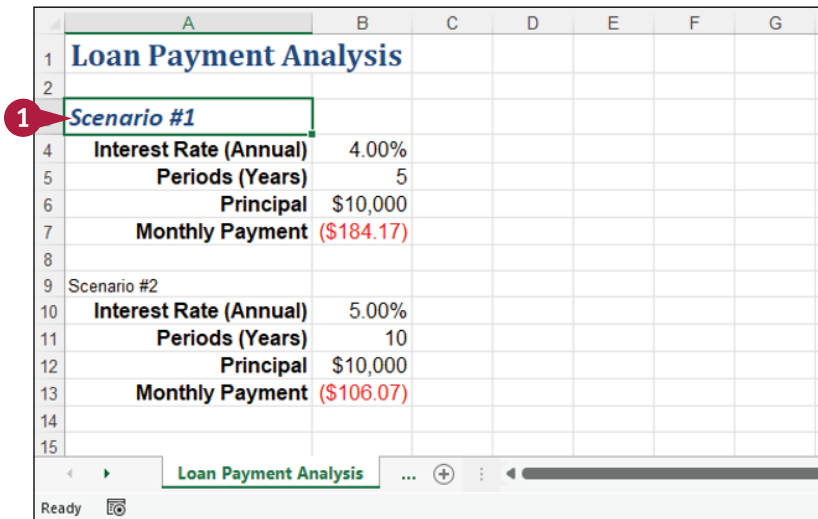 A B C D E F G
1 Loan Payment Analysis
2
1 Scenario #1
4 Interest Rate (Annual) 4.00%
5 Periods (Years) 5
6 Principal $10,000
7 Monthly Payment ($184.17)
8
9 Scenario #2
10 Interest Rate (Annual) 5.00%
11 Periods (Years) 10
12 Principal $10,000
13 Monthly Payment ($106.07)
14
15
Loan Payment Analysis ...
Ready